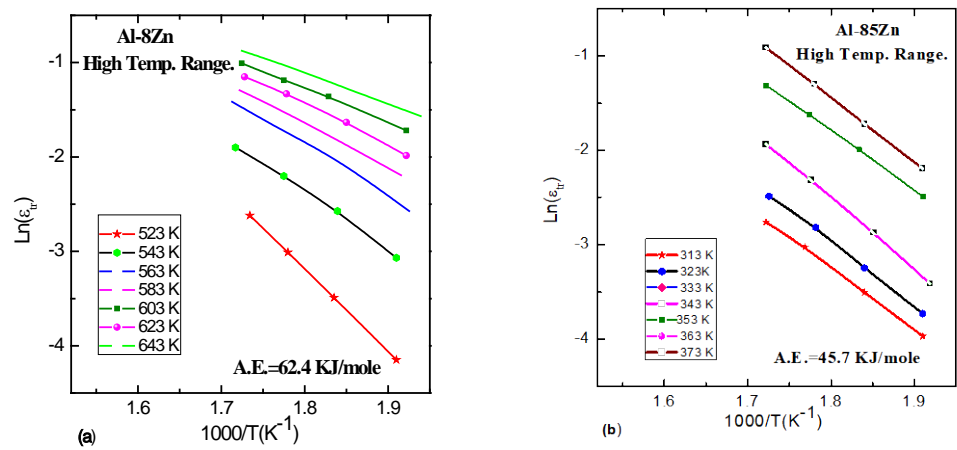 Al-8Zn
High Temp. Range.
-1
-2
-3
-4
Ln(ε_tr)
523 K
543 K
563 K
583 K
603 K
623 K
643 K
A.E.=62.4 KJ/mole
1.6 1.7 1.8 1.9
(a) 1000/T(K⁻¹)
Al-85Zn
High Temp. Range.
-1
-2
-3
-4
Ln(ε_tr)
313 K
323K
333 K
343 K
353 K
363 K
373 K
A.E.=45.7 KJ/mole
1.6 1.7 1.8 1.9
(b) 1000/T(K⁻¹)